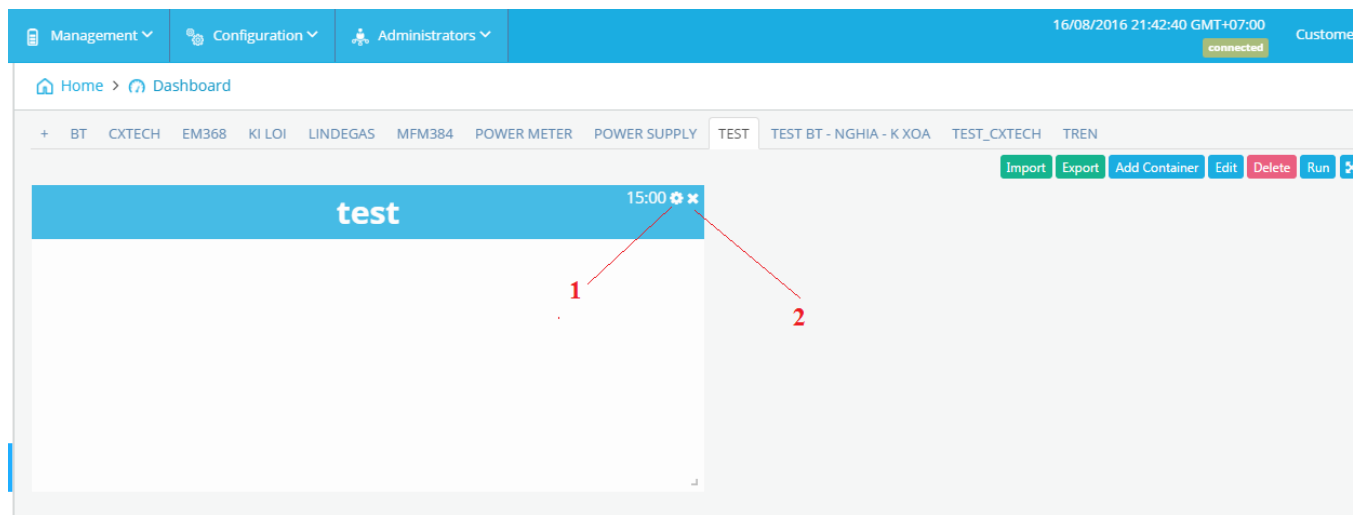 Management Configuration Administrators 16/08/2016 21:42:40 GMT+07:00
connected Custome
Home > Dashboard
+ BT CXTECH EM368 KI LOI LINDEGAS MFM384 POWER METER POWER SUPPLY TEST TEST BT - NGHIA - K XOA TEST_CXTECH TREN
Import Export Add Container Edit Delete Run
test 15:00
1
2